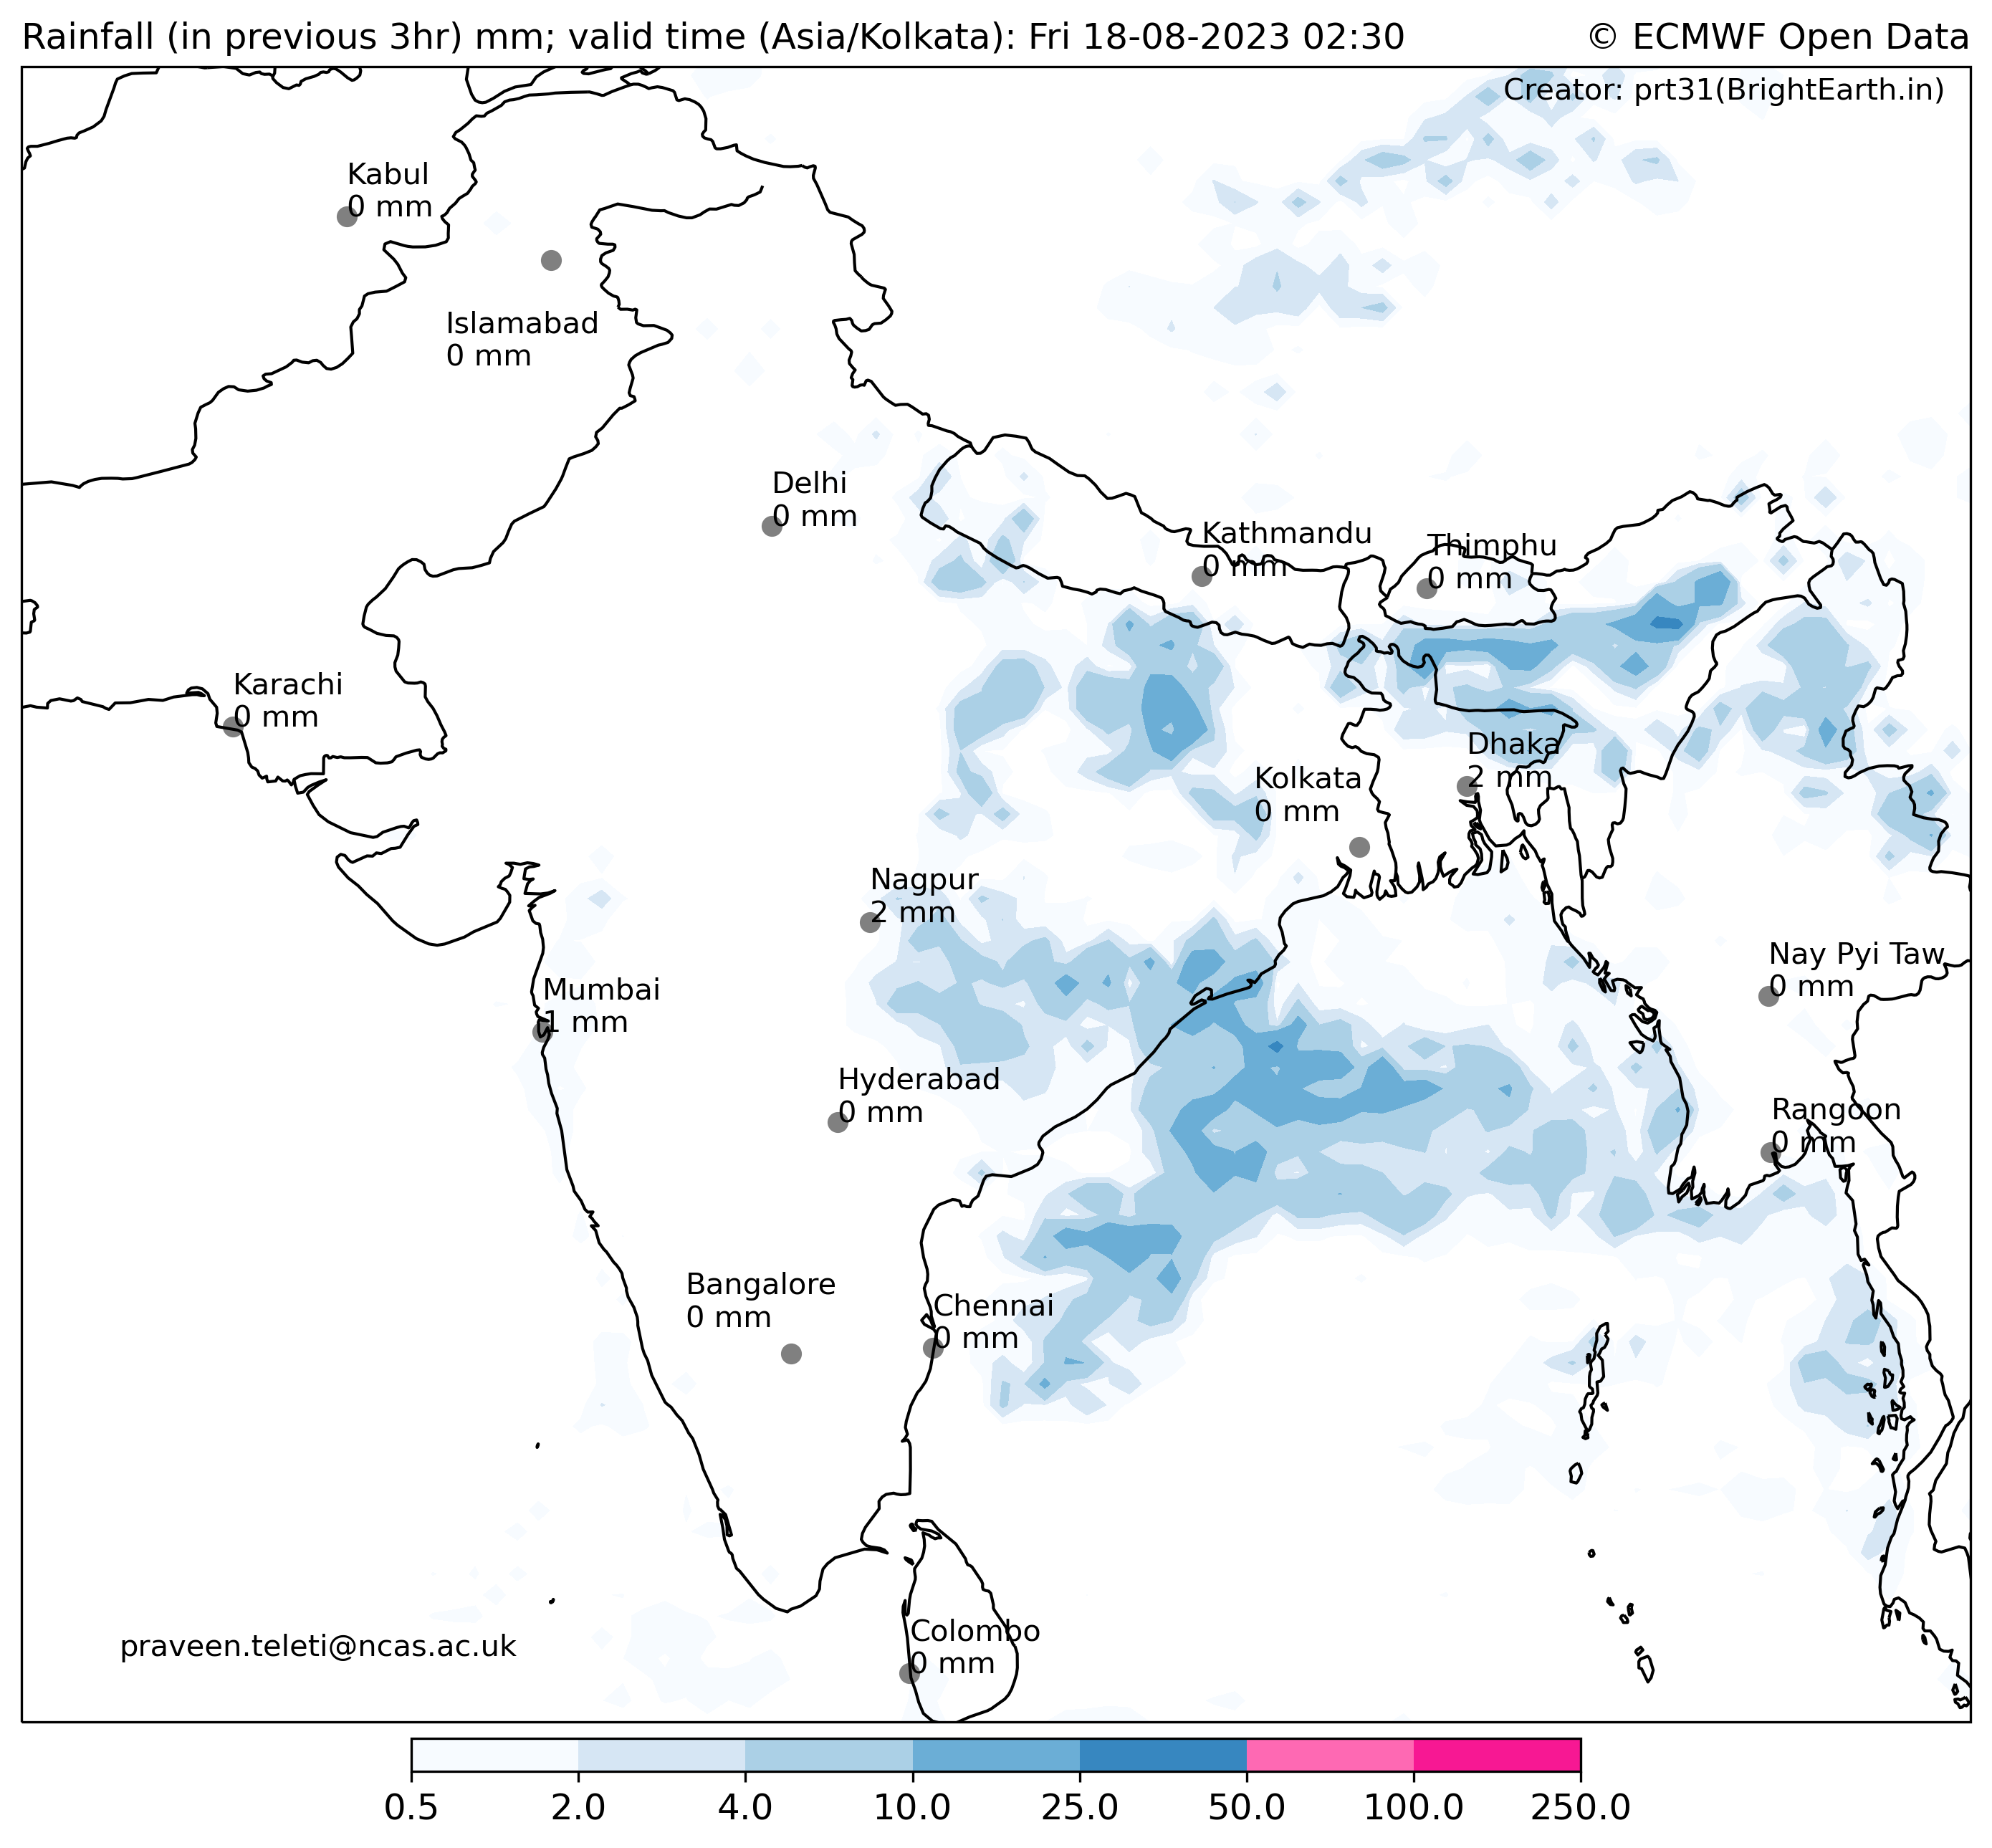 Rainfall (in previous 3hr) mm; valid time (Asia/Kolkata): Fri 18-08-2023 02:30
© ECMWF Open Data
Creator: prt31(BrightEarth.in)
Kabul
0 mm
Islamabad
0 mm
Delhi
0 mm
Kathmandu
0 mm
Thimphu
0 mm
Karachi
0 mm
Dhaka
2 mm
Kolkata
0 mm
Nagpur
2 mm
Nay Pyi Taw
0 mm
Mumbai
1 mm
Hyderabad
0 mm
Rangoon
0 mm
Bangalore
0 mm
Chennai
0 mm
Colombo
0 mm
praveen.teleti@ncas.ac.uk
0.5 2.0 4.0 10.0 25.0 50.0 100.0 250.0